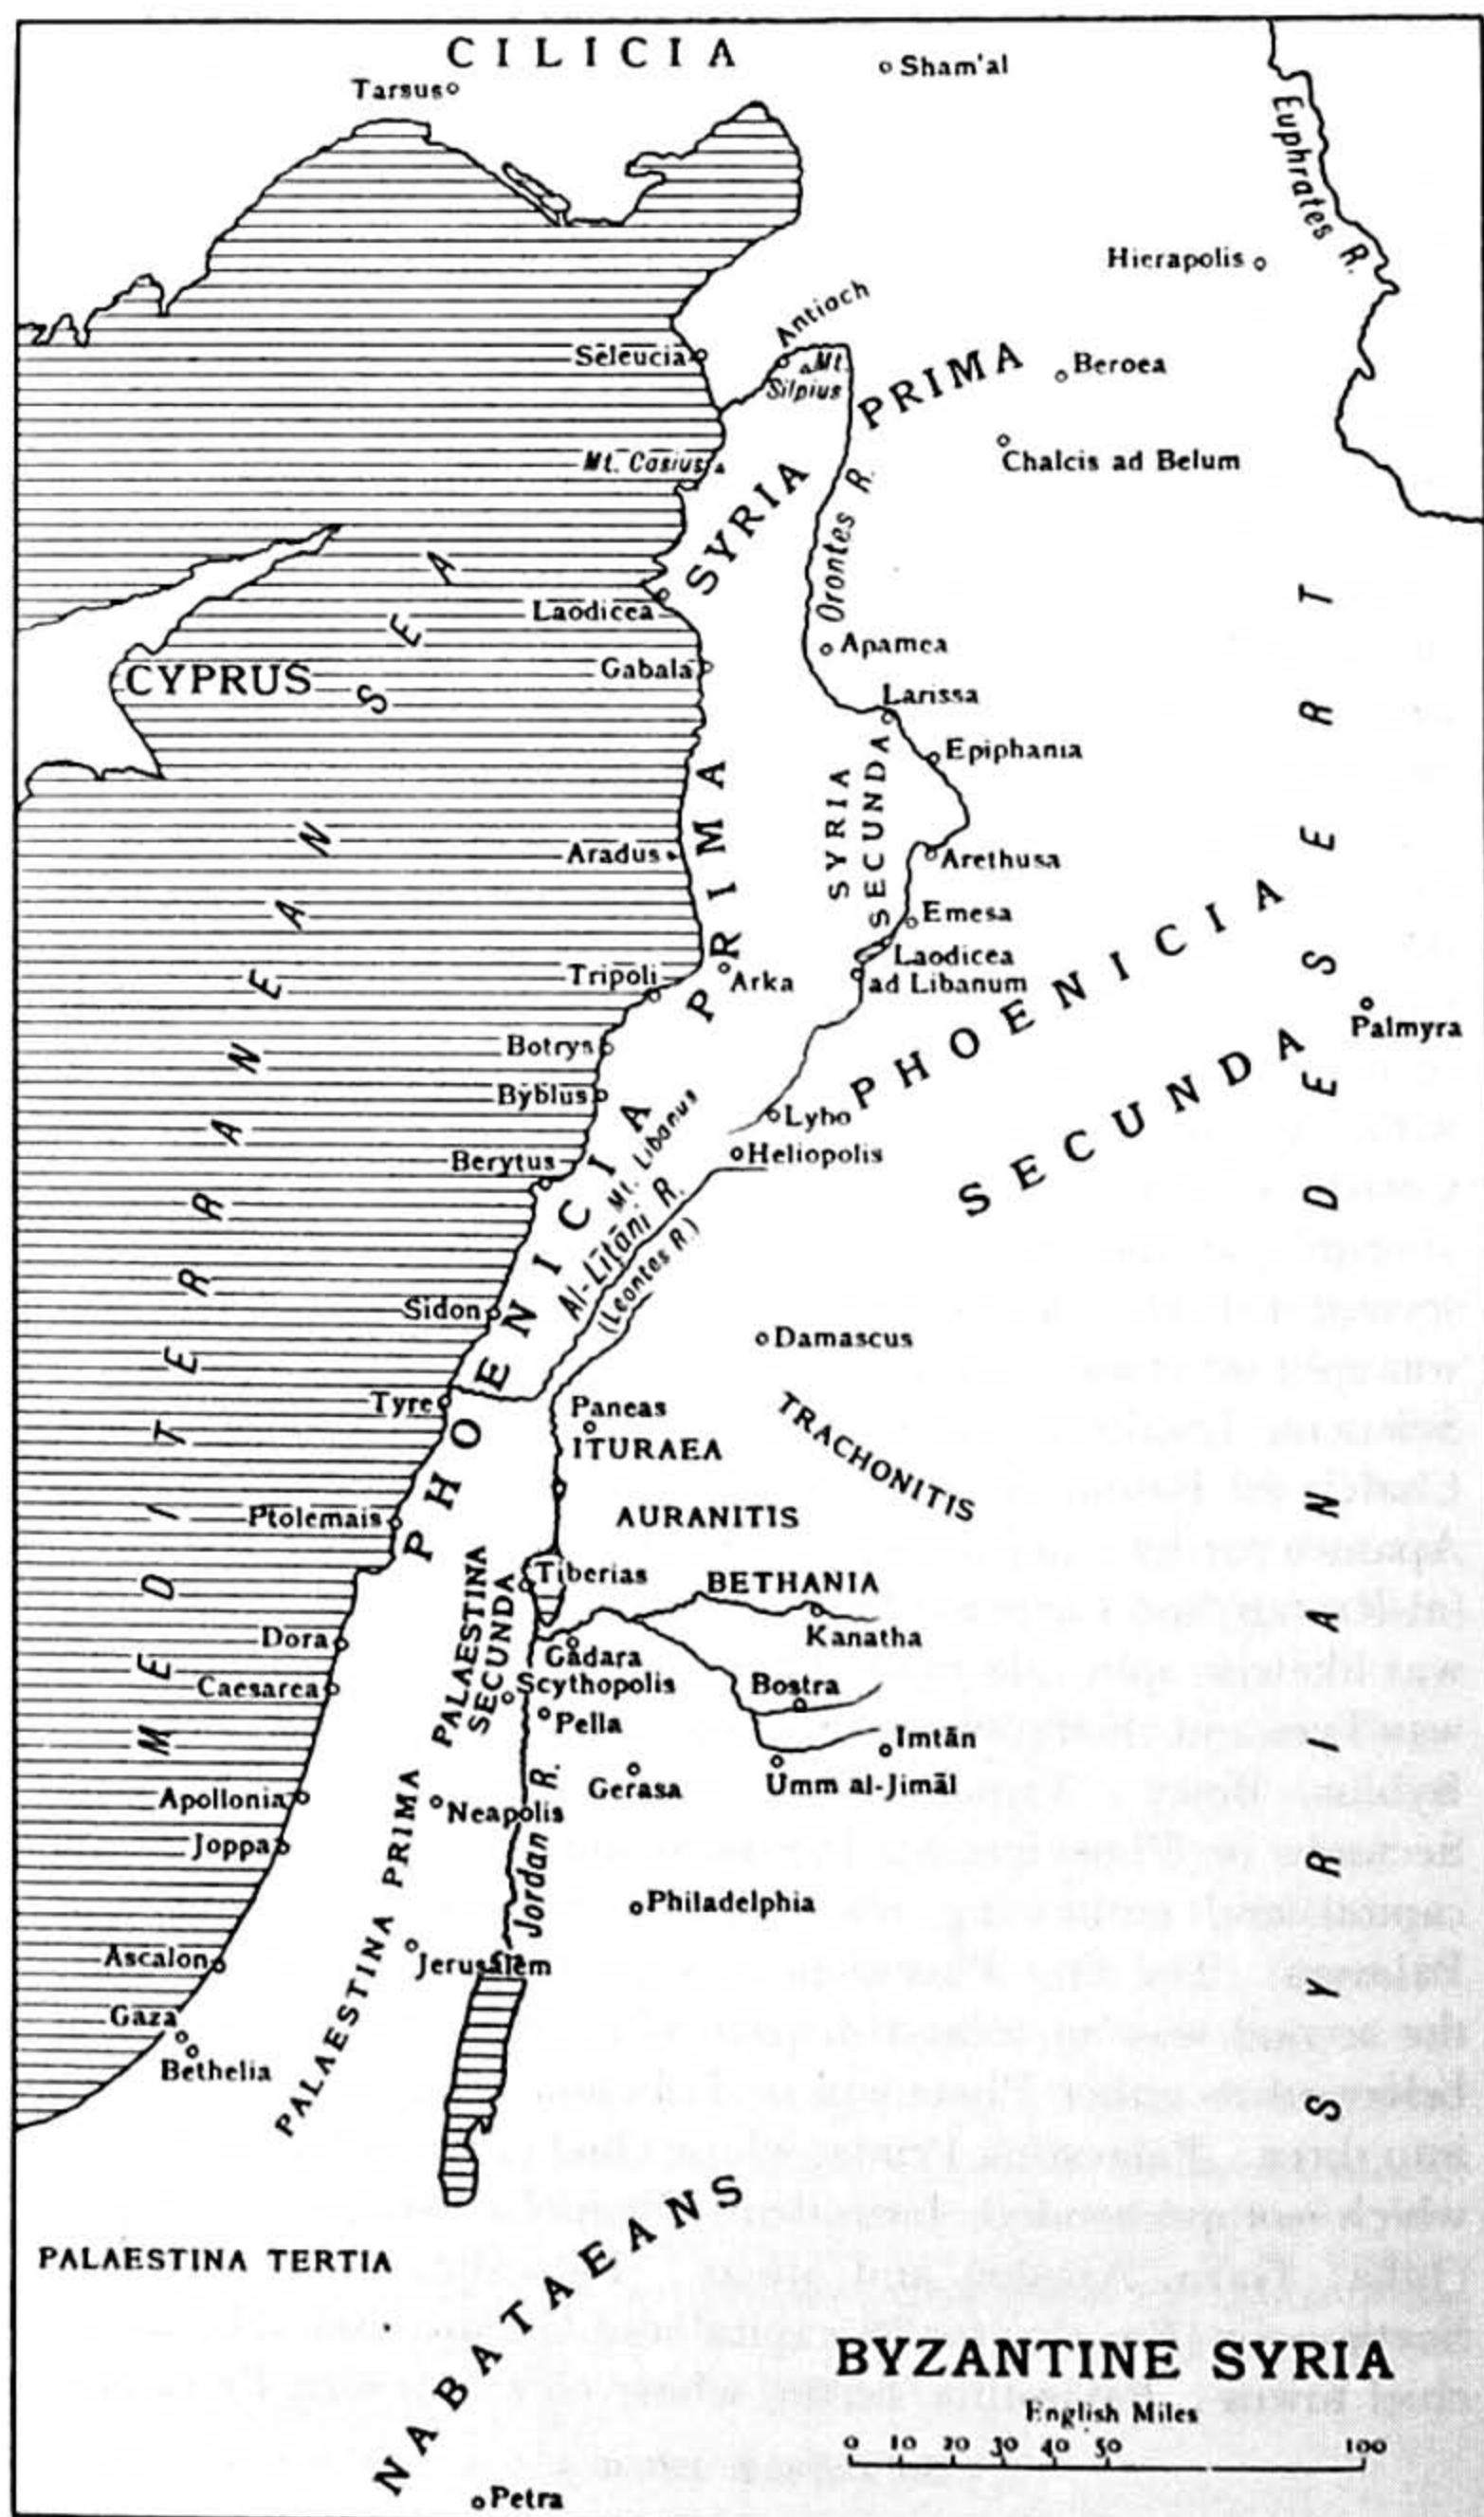 CILICIA
Sham'al
Tarsus
Euphrates R.
Hierapolis
Antioch
Seleucia
Mt.
Silpius
SYRIA PRIMA
Beroea
Mt. Casius
Chalcis ad Belum
Orontes R.
Laodicea
Apamea
Gabala
CYPRUS
Larissa
Epiphania
SYRIA
SECUNDA
Aradus
Arethusa
Emesa
Laodicea
ad Libanum
Tripoli
Arka
Palmyra
Botrys
Byblus
PHOENICIA
SECUNDA
Lybo
Heliopolis
Berytus
Mt. Libanus
Al-Lītāni R.
(Leontes R.)
Sidon
Damascus
PHOENICIA PRIMA
Tyre
Paneas
ITURAEA
TRACHONITIS
AURANITIS
Ptolemais
Tiberias
BETHANIA
PALAESTINA
SECUNDA
Kanatha
Dora
Gadara
Scythopolis
Bostra
Caesarea
Pella
Imtān
Gerasa
Umm al-Jimāl
Apollonia
Neapolis
Joppa
Jordan R.
Philadelphia
PALAESTINA PRIMA
Jerusalem
Ascalon
Gaza
Bethelia
MEDITERRANEAN SEA
SYRIAN DESERT
PALAESTINA TERTIA
NABATAEANS
Petra
BYZANTINE SYRIA
English Miles
0 10 20 30 40 50 100